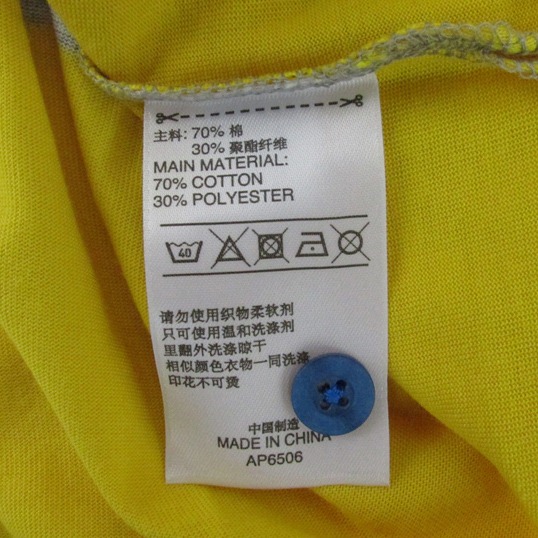 主料: 70% 棉
30% 聚酯纤维
MAIN MATERIAL:
70% COTTON
30% POLYESTER
40
请勿使用织物柔软剂
只可使用温和洗涤剂
里翻外洗涤晾干
相似颜色衣物一同洗涤
印花不可烫
中国制造
MADE IN CHINA
AP6506